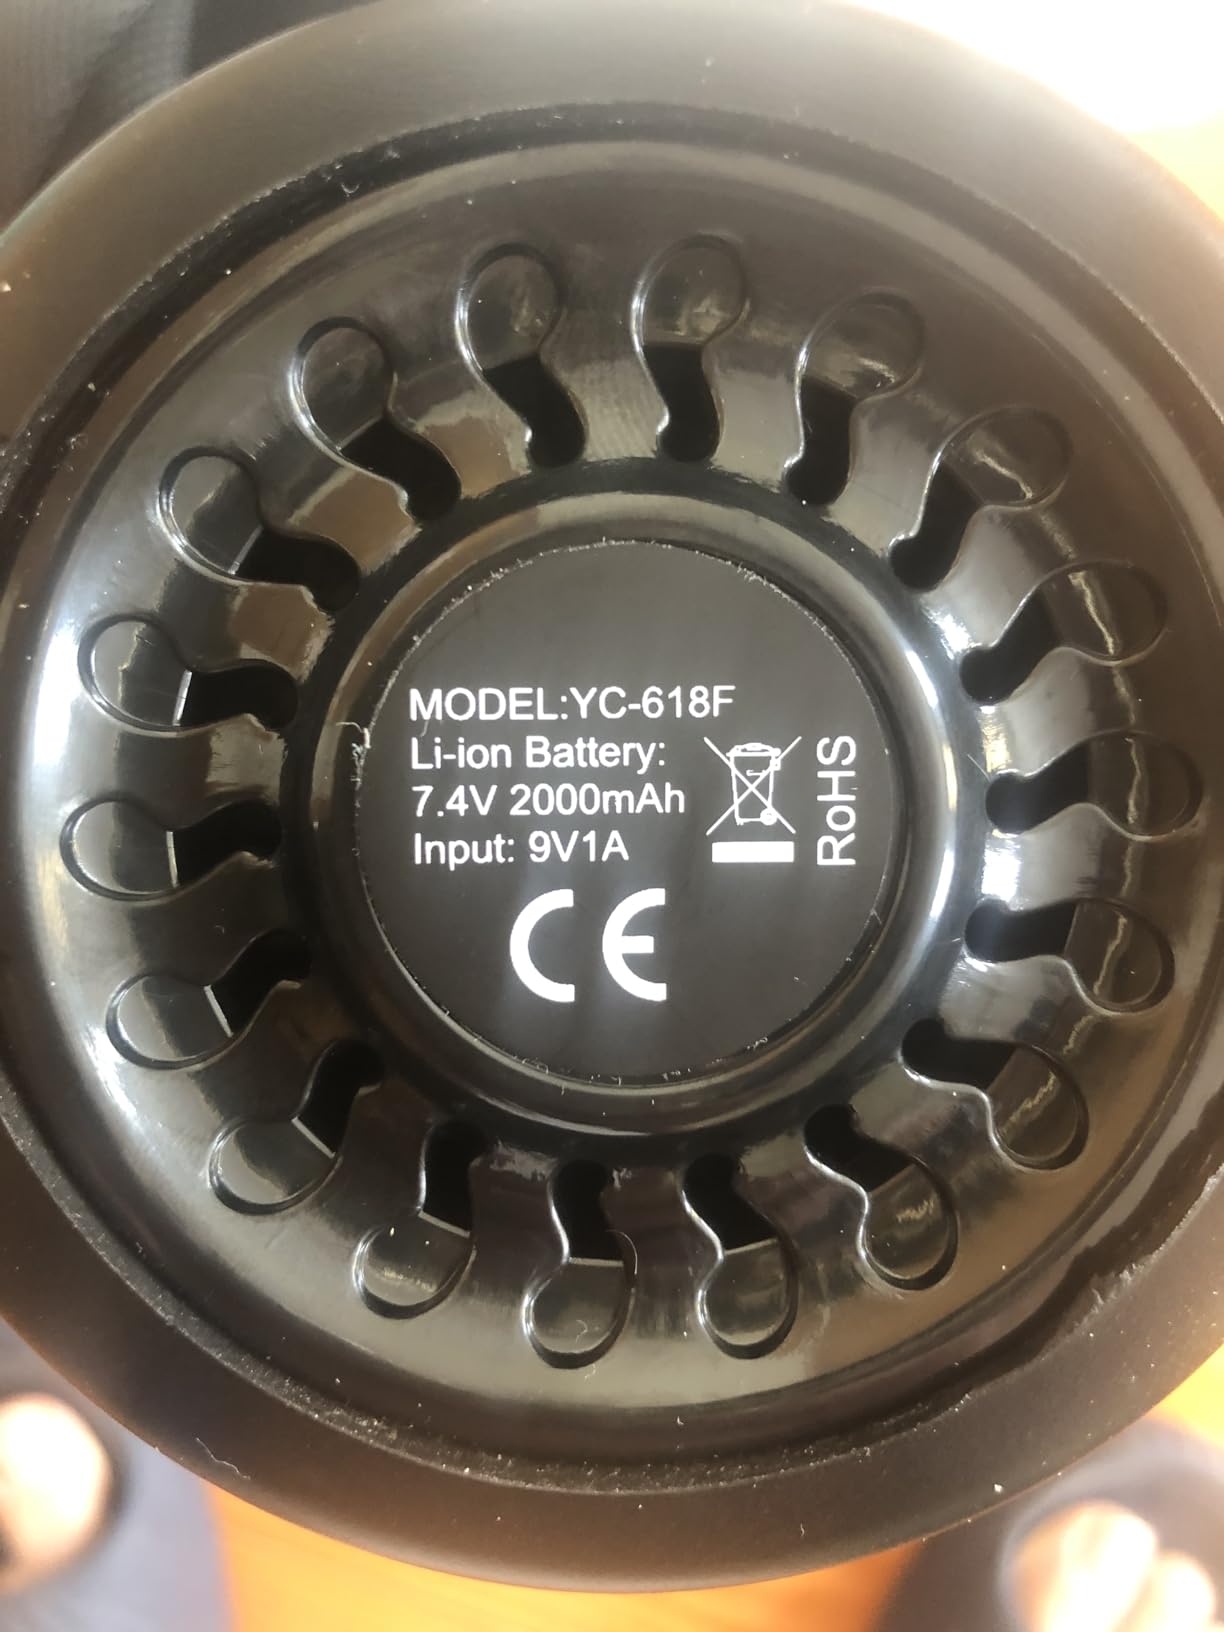 MODEL:YC-618F
Li-ion Battery:
7.4V 2000mAh
Input: 9V1A
RoHS
CE